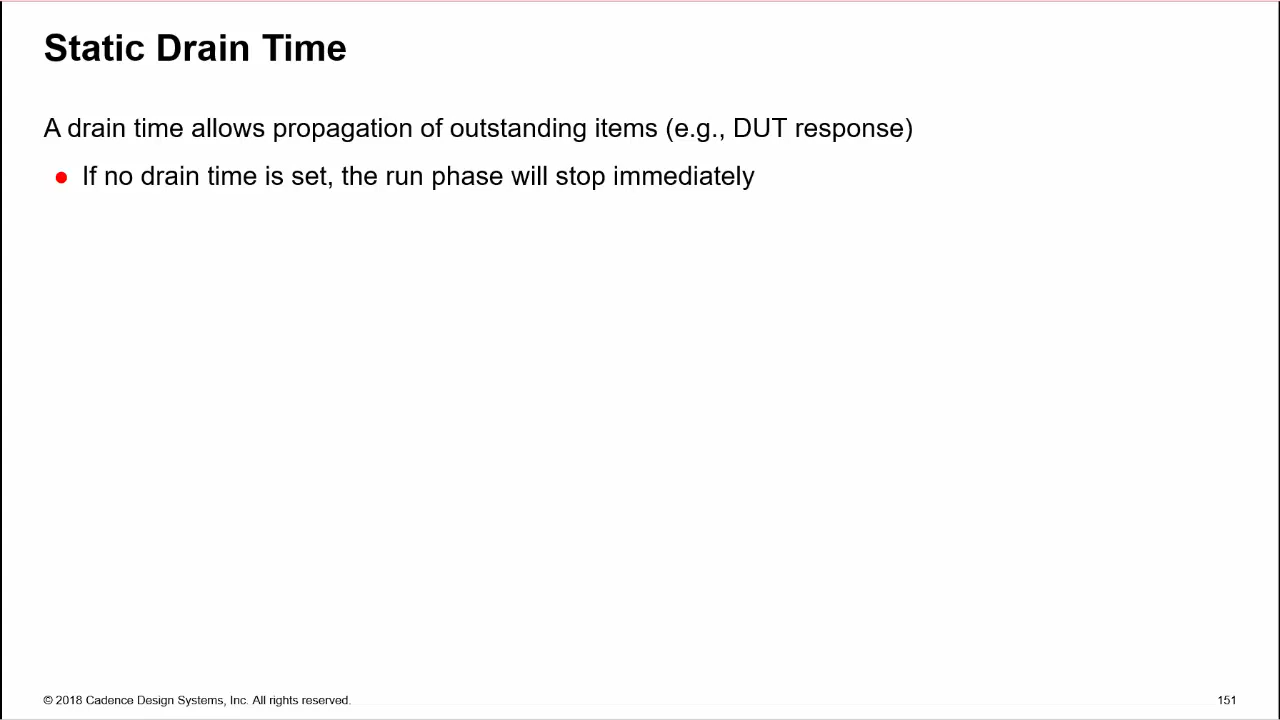 Static Drain Time
A drain time allows propagation of outstanding items (e.g., DUT response)
● If no drain time is set, the run phase will stop immediately
© 2018 Cadence Design Systems, Inc. All rights reserved.
151